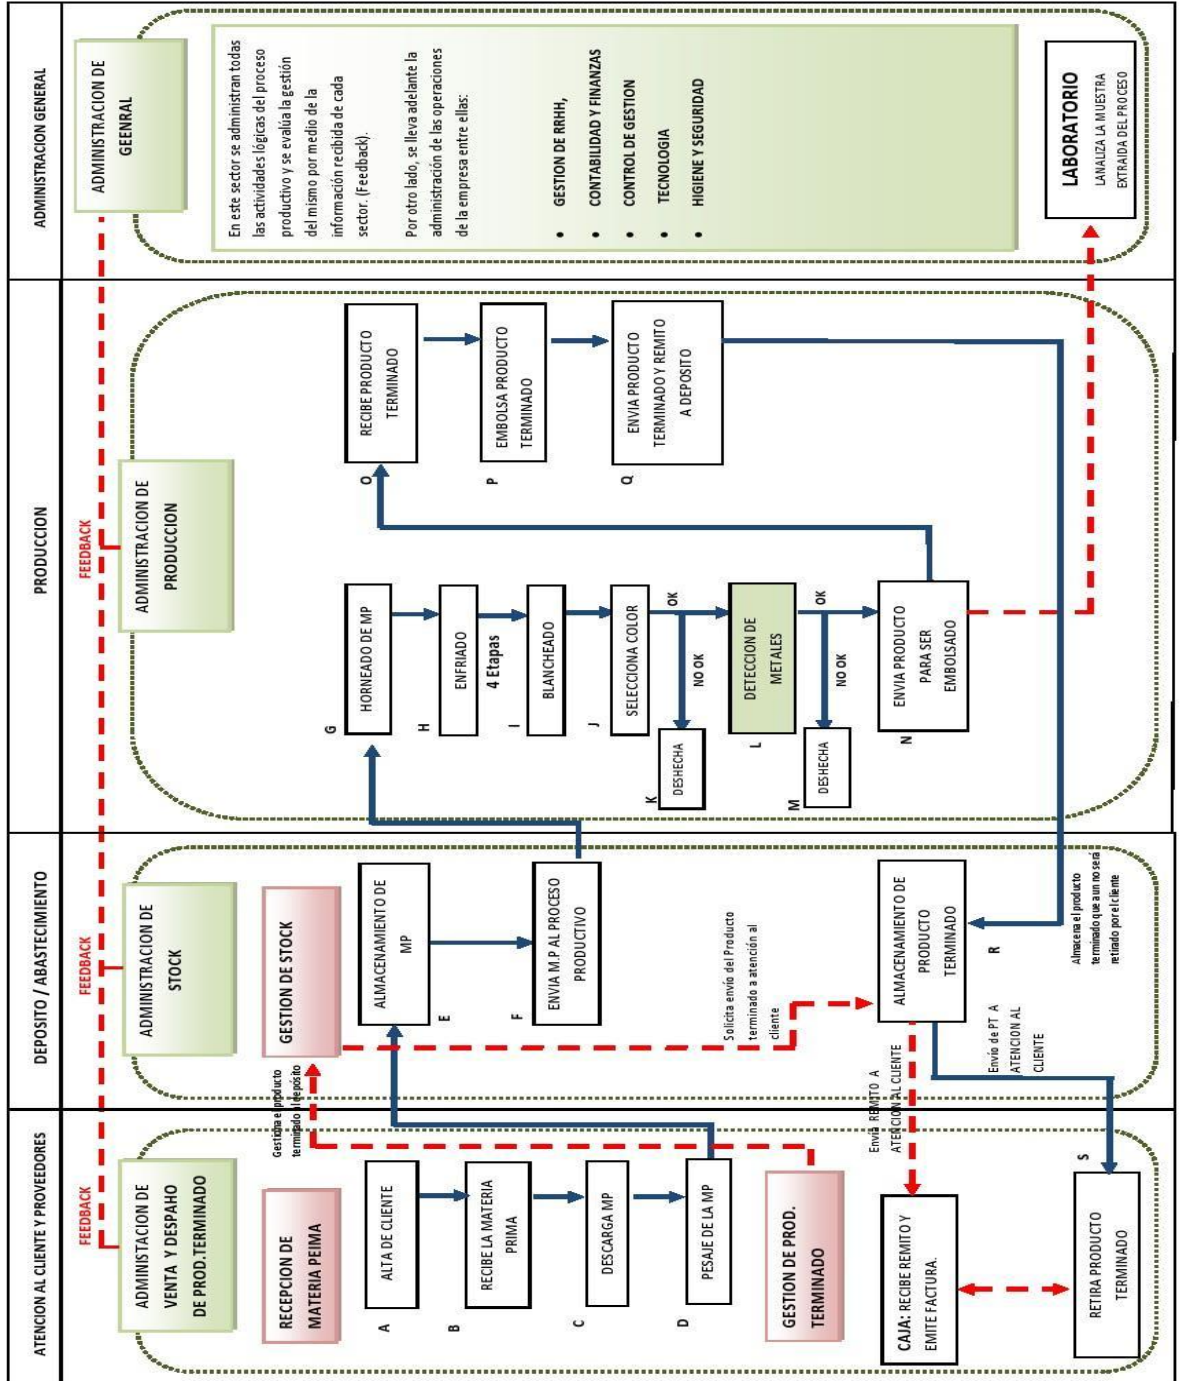 ATENCION AL CLIENTE Y PROVEEDORES
DEPOSITO / ABASTECIMIENTO
PRODUCCION
ADMINISTRACION GENERAL
FEEDBACK
FEEDBACK
FEEDBACK
ADMINISTACION DE
VENTA Y DESPAHO
DE PROD.TERMINADO
ADMINISTRACION DE
STOCK
ADMINISTRACION DE
PRODUCCION
ADMINISTRACION DE
GEENRAL
RECEPCION DE
MATERIA PEIMA
A
ALTA DE CLIENTE
B
RECIBE LA MATERIA
PRIMA
C
DESCARGA MP
D
PESAJE DE LA MP
GESTION DE PROD.
TERMINADO
CAJA: RECIBE REMITO Y
EMITE FACTURA.
S
RETIRA PRODUCTO
TERMINADO
Gestiona el producto
terminado al depósito
GESTION DE STOCK
ALMACENAMIENTO DE
MP
E
F
ENVIA M.P AL PROCESO
PRODUCTIVO
Solicita envío del Producto
terminado a atención al
cliente
ALMACENAMIENTO DE
PRODUCTO
TERMINADO
R
Envía REMITO A
ATENCION AL CLIENTE
Envío de PT A
ATENCION AL
CLIENTE
Almacena el producto
terminado que aun no será
retirado por el cliente
G
HORNEADO DE MP
H
ENFRIADO
4 Etapas
I
BLANCHEADO
J
SELECCIONA COLOR
OK
NO OK
K
DESHECHA
L
DETECCION DE
METALES
OK
NO OK
M
DESHECHA
N
ENVIA PRODUCTO
PARA SER
EMBOLSADO
O
RECIBE PRODUCTO
TERMINADO
P
EMBOLSA PRODUCTO
TERMINADO
Q
ENVIA PRODUCTO
TERMINADO Y REMITO
A DEPOSITO
En este sector se administran todas
las actividades lógicas del proceso
productivo y se evalúa la gestión
del mismo por medio de la
información recibida de cada
sector. (Feedback).
Por otro lado, se lleva adelante la
administración de las operaciones
de la empresa entre ellas:
• GESTION DE RRHH,
• CONTABILIDAD Y FINANZAS
• CONTROL DE GESTION
• TECNOLOGIA
• HIGIENE Y SEGURIDAD
LABORATORIO
LANALIZA LA MUESTRA
EXTRAIDA DEL PROCESO